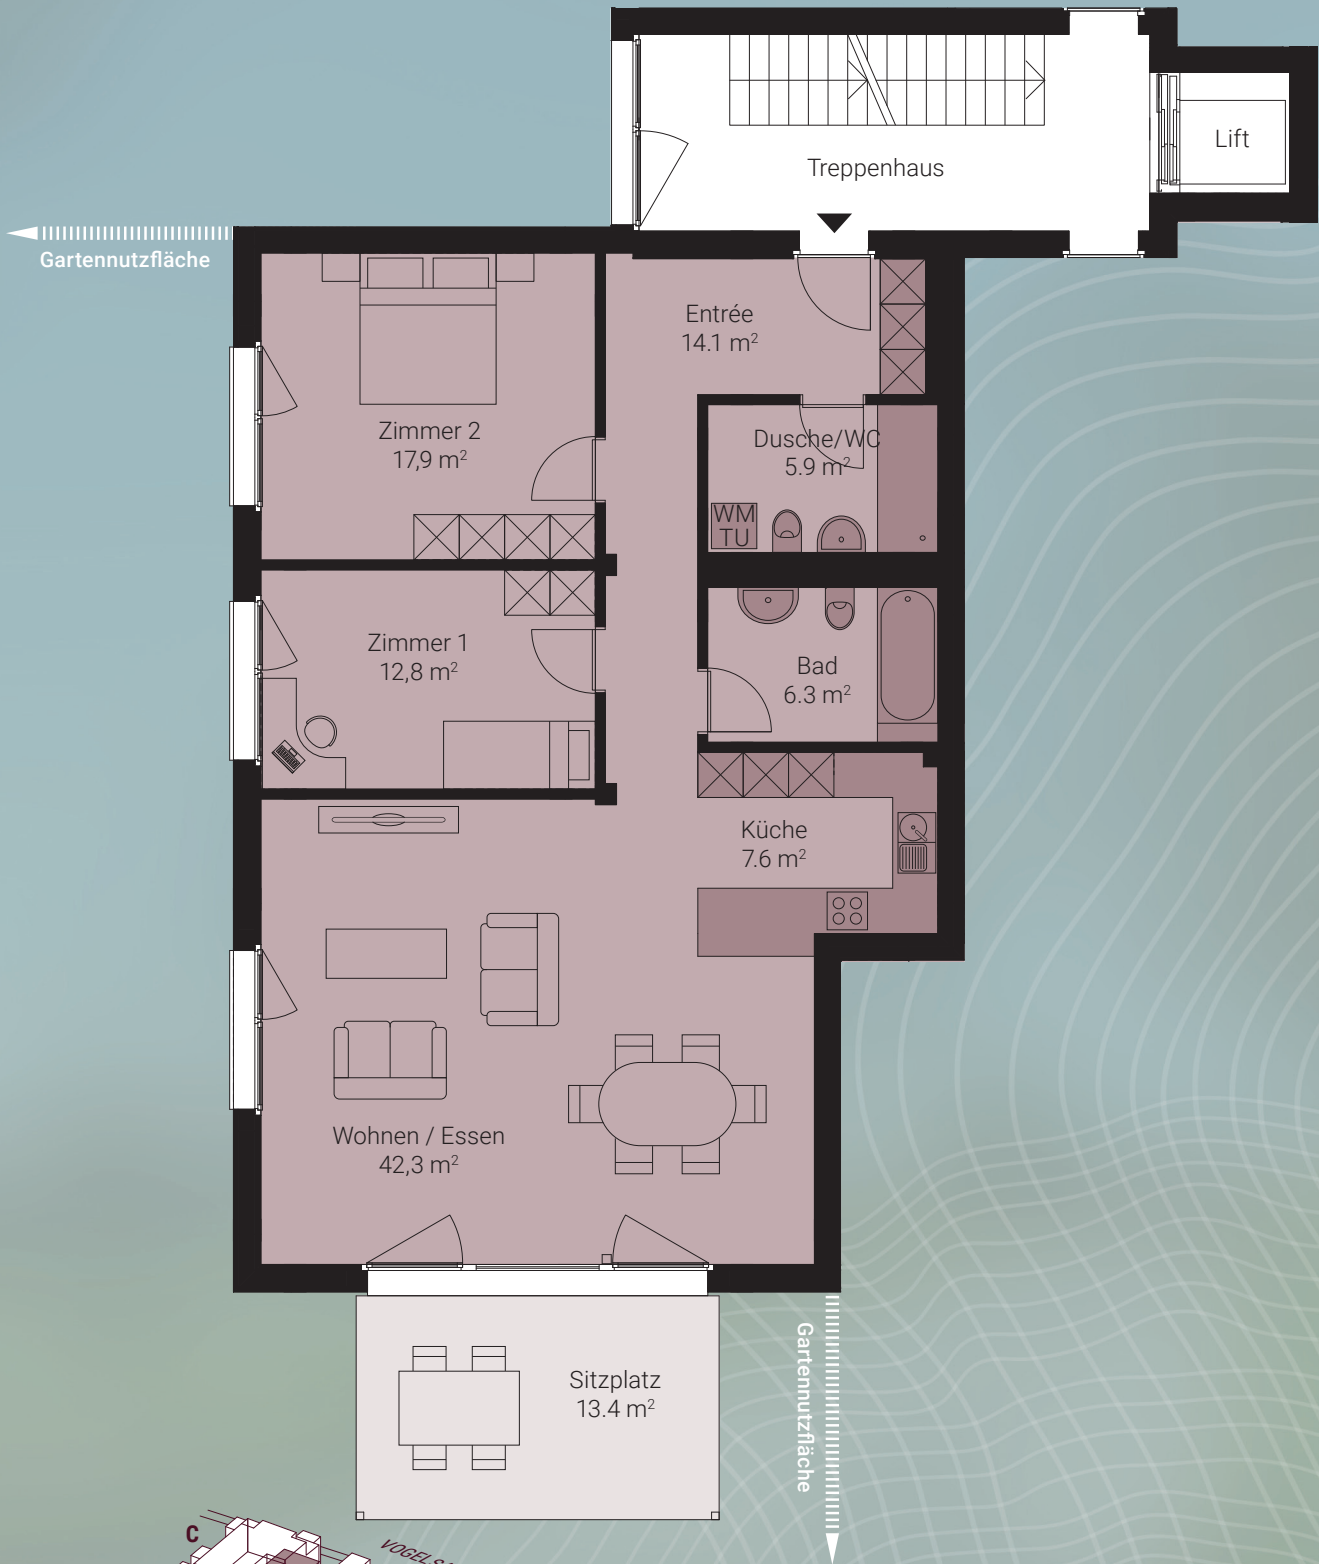 Lift
Treppenhaus
Gartennutzfläche
Entrée
14.1 m²
Zimmer 2
17,9 m²
Dusche/WC
5.9 m²
WM
TU
Zimmer 1
12,8 m²
Bad
6.3 m²
Küche
7.6 m²
Wohnen / Essen
42,3 m²
Gartennutzfläche
Sitzplatz
13.4 m²
C